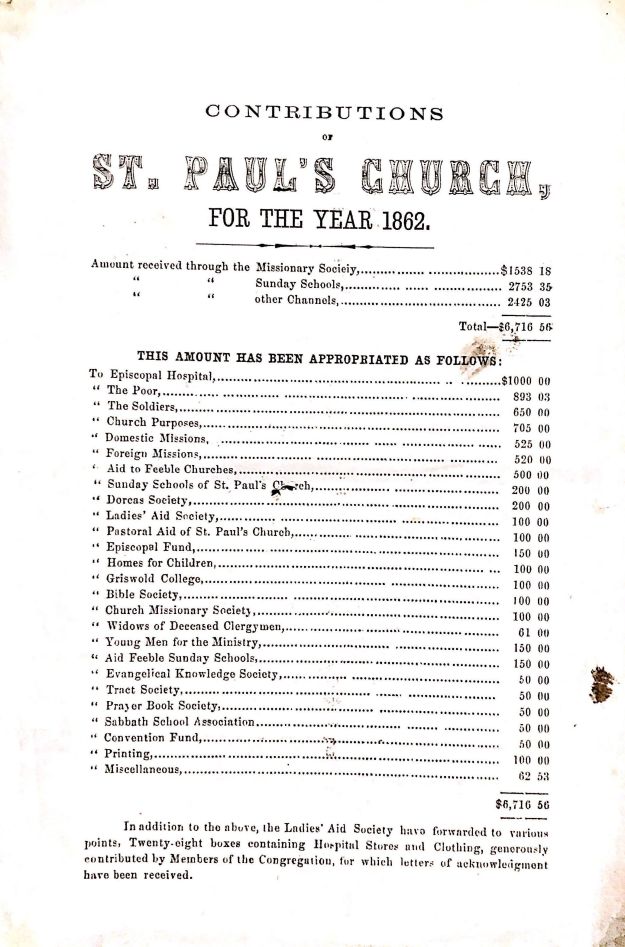 CONTRIBUTIONS
OF
ST. PAUL'S CHURCH,
FOR THE YEAR 1862.
Amount received through the Missionary Society,........................$1538 18
" " Sunday Schools,........................ 2753 35
" " other Channels,........................ 2425 03
Total—$6,716 56
THIS AMOUNT HAS BEEN APPROPRIATED AS FOLLOWS:
To Episcopal Hospital,........................$1000 00
" The Poor,........................ 893 03
" The Soldiers,........................ 650 00
" Church Purposes,........................ 705 00
" Domestic Missions,........................ 525 00
" Foreign Missions,........................ 520 00
" Aid to Feeble Churches,........................ 500 00
" Sunday Schools of St. Paul's Church,........................ 200 00
" Dorcas Society,........................ 200 00
" Ladies' Aid Society,........................ 100 00
" Pastoral Aid of St. Paul's Church,........................ 100 00
" Episcopal Fund,........................ 150 00
" Homes for Children,........................ 100 00
" Griswold College,........................ 100 00
" Bible Society,........................ 100 00
" Church Missionary Society,........................ 100 00
" Widows of Deceased Clergymen,........................ 61 00
" Young Men for the Ministry,........................ 150 00
" Aid Feeble Sunday Schools,........................ 150 00
" Evangelical Knowledge Society,........................ 50 00
" Tract Society,........................ 50 00
" Prayer Book Society,........................ 50 00
" Sabbath School Association........................ 50 00
" Convention Fund,........................ 50 00
" Printing,........................ 100 00
" Miscellaneous,........................ 62 53
$6,716 56
In addition to the above, the Ladies' Aid Society have forwarded to various
points, Twenty-eight boxes containing Hospital Stores and Clothing, generously
contributed by Members of the Congregation, for which letters of acknowledgment
have been received.